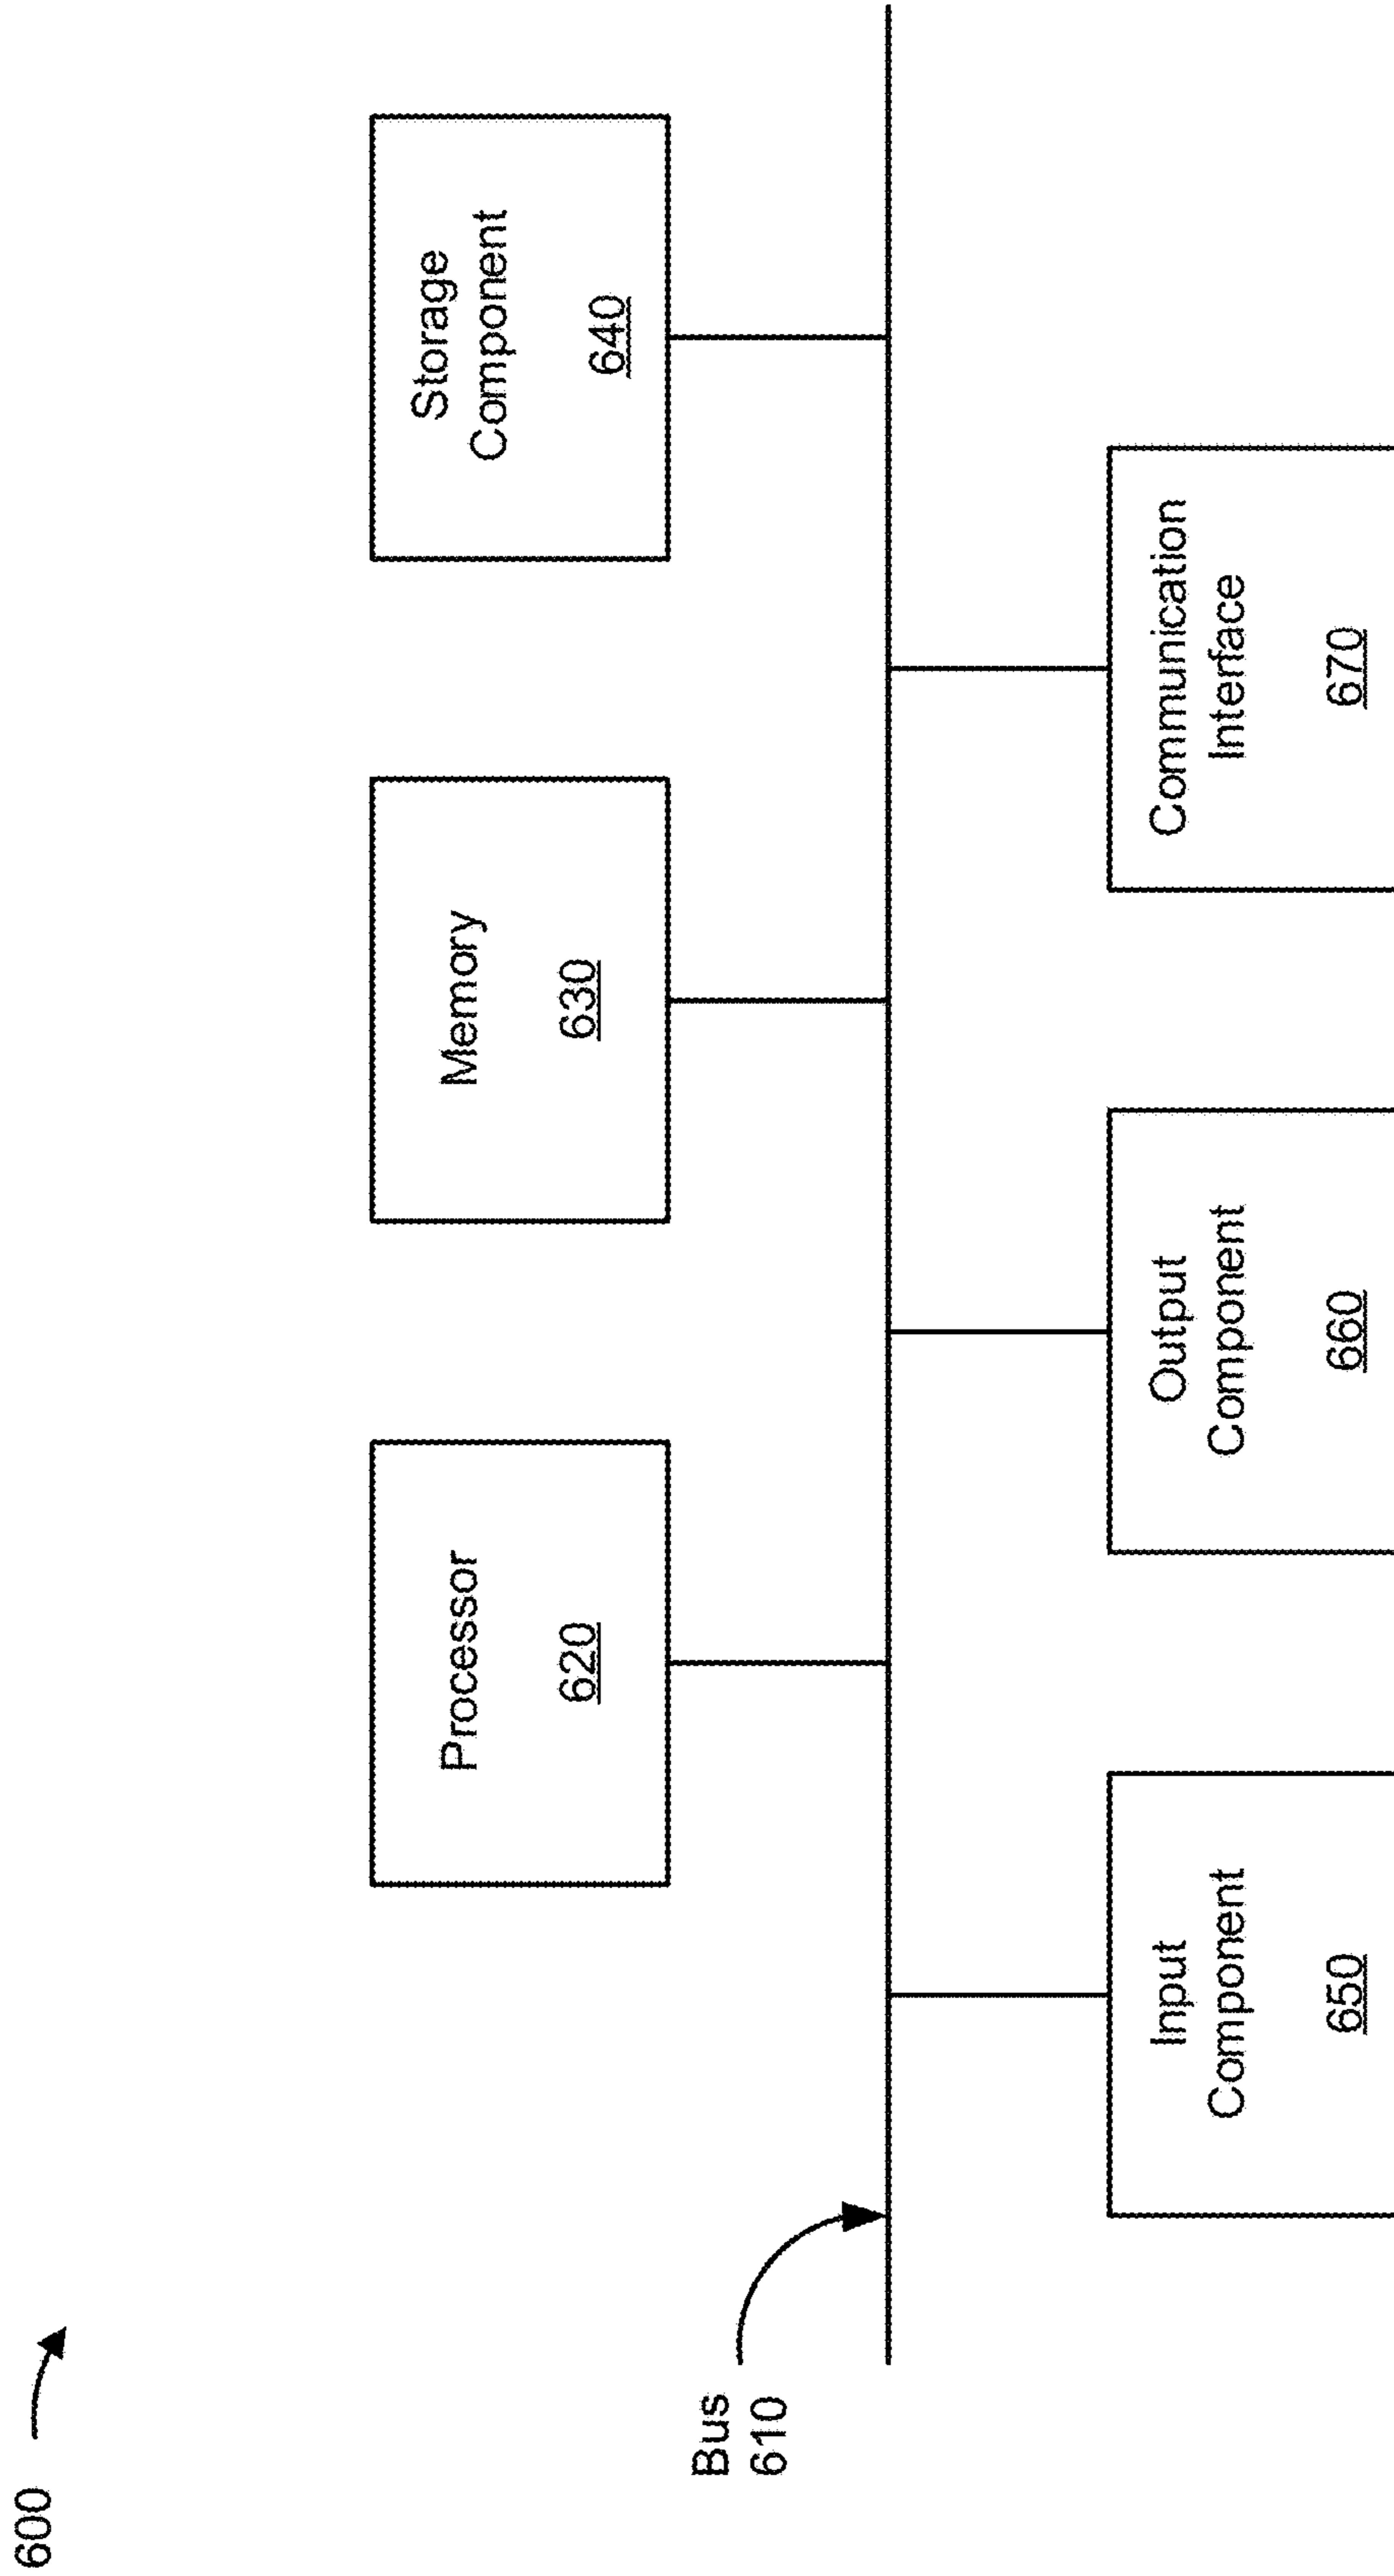 600
Processor
620
Memory
630
Storage
Component
640
Bus
610
Input
Component
650
Output
Component
660
Communication
Interface
670